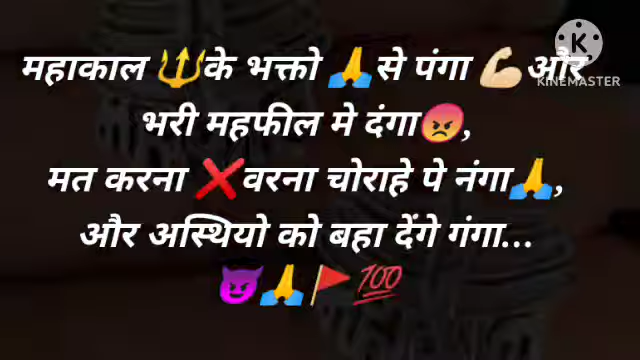 महाकाल 🔱के भक्तो 🙏से पंगा 💪🏻और
KINEMASTER
भरी महफील मे दंगा😡,
मत करना ❌वरना चोराहे पे नंगा🙏,
और अस्थियो को बहा देंगे गंगा...
😈🙏🚩💯